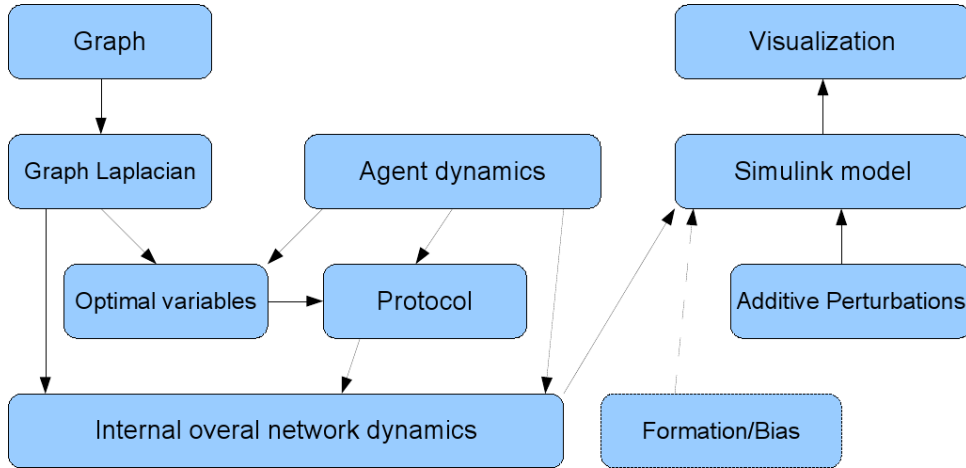 Graph
Visualization
Graph Laplacian
Agent dynamics
Simulink model
Optimal variables
Protocol
Additive Perturbations
Internal overal network dynamics
Formation/Bias